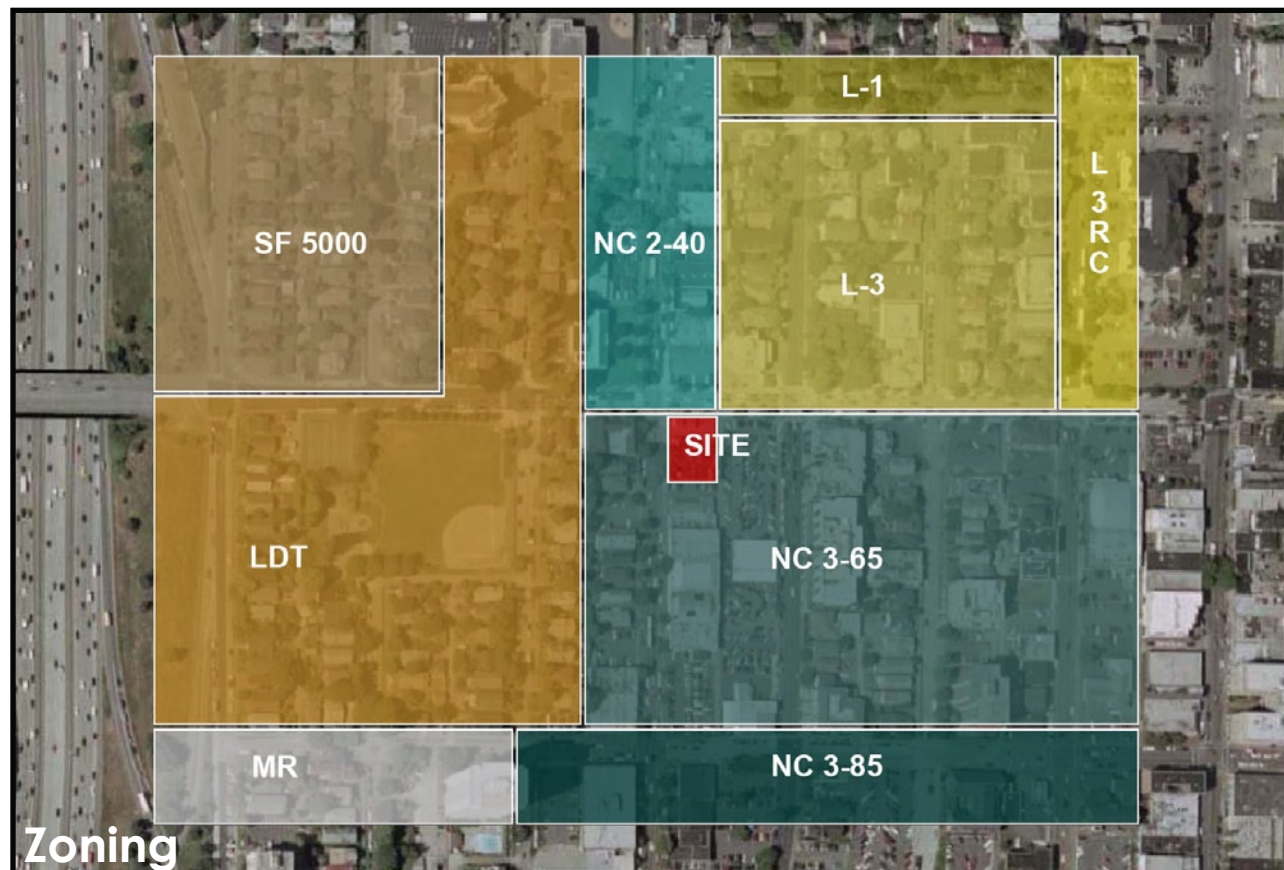 L-1
L
3
R
C
SF 5000
NC 2-40
L-3
SITE
LDT
NC 3-65
MR
NC 3-85
Zoning